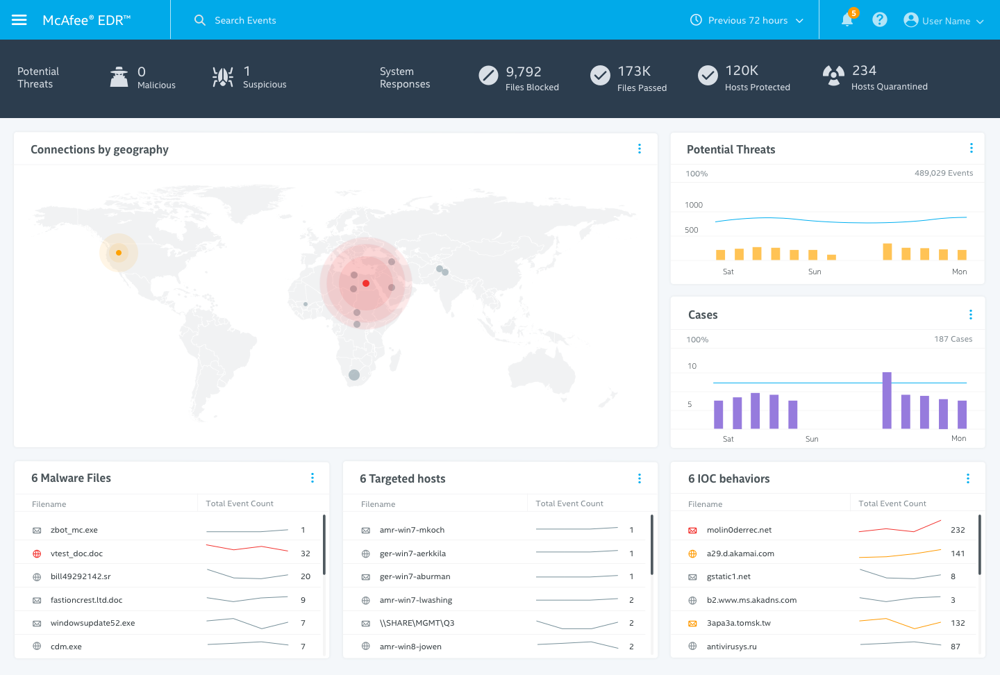 McAfee® EDR™
Search Events
Previous 72 hours
5
?
User Name
Potential
Threats
0
Malicious
1
Suspicious
System
Responses
9,792
Files Blocked
173K
Files Passed
120K
Hosts Protected
234
Hosts Quarantined
Connections by geography
Potential Threats
100%
489,029 Events
1000
500
Sat
Sun
Mon
Cases
100%
187 Cases
10
5
Sat
Sun
Mon
6 Malware Files
Filename
Total Event Count
zbot_mc.exe
1
vtest_doc.doc
32
bill49292142.sr
20
fastioncrest.ltd.doc
9
windowsupdate52.exe
7
cdm.exe
7
6 Targeted hosts
Filename
Total Event Count
amr-win7-mkoch
1
ger-win7-aerkkila
1
ger-win7-aburman
1
amr-win7-lwashing
2
\\SHARE\MGMT\Q3
2
amr-win8-jowen
2
6 IOC behaviors
Filename
Total Event Count
molin0derrec.net
232
a29.d.akamai.com
141
gstatic1.net
8
b2.www.ms.akadns.com
3
3apa3a.tomsk.tw
132
antivirusys.ru
87